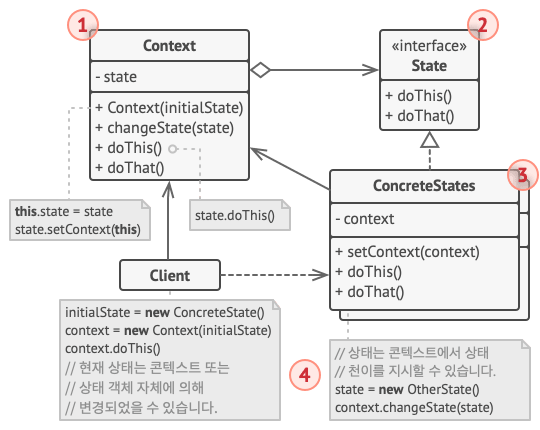 1
Context
- state
+ Context(initialState)
+ changeState(state)
+ doThis()
+ doThat()
2
«interface»
State
+ doThis()
+ doThat()
this.state = state
state.setContext(this)
state.doThis()
3
ConcreteStates
- context
+ setContext(context)
+ doThis()
+ doThat()
Client
initialState = new ConcreteState()
context = new Context(initialState)
context.doThis()
// 현재 상태는 콘텍스트 또는
// 상태 객체 자체에 의해
// 변경되었을 수 있습니다.
4
// 상태는 콘텍스트에서 상태
// 천이를 지시할 수 있습니다.
state = new OtherState()
context.changeState(state)